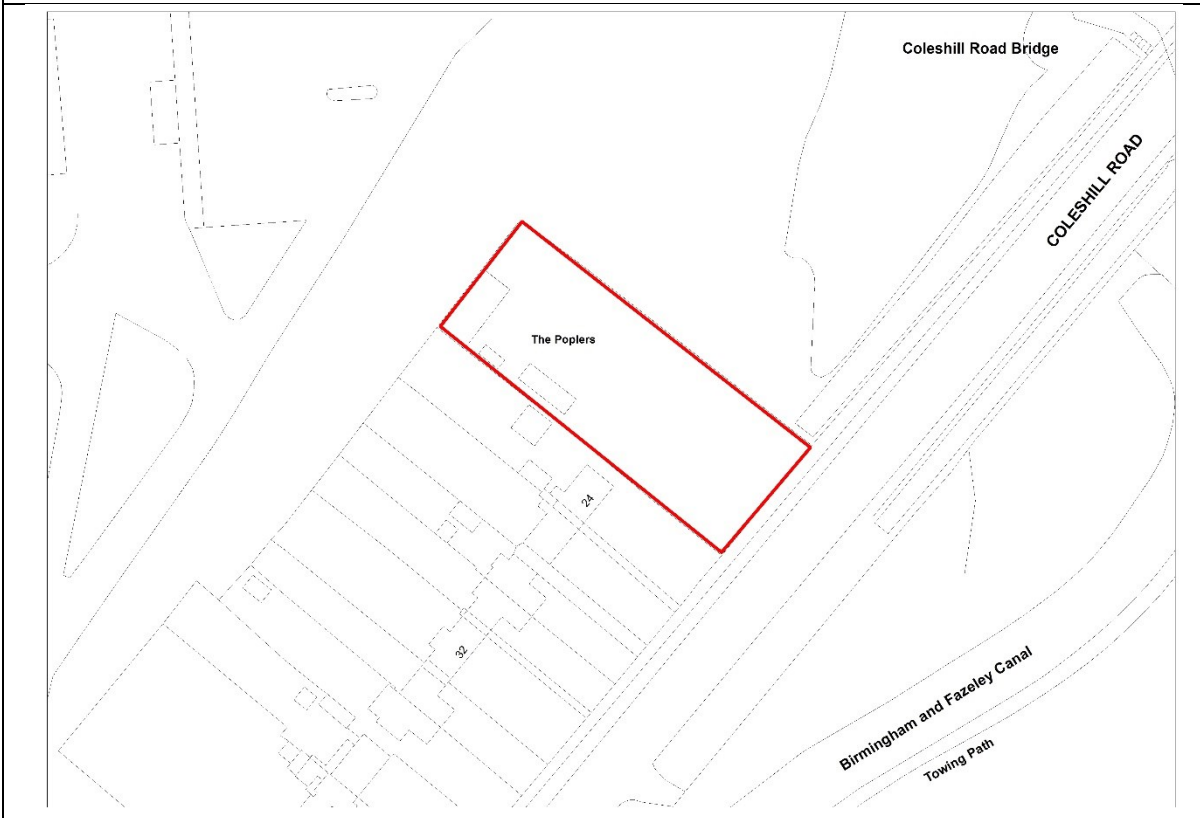 Coleshill Road Bridge
COLESHILL ROAD
The Poplers
24
32
Birmingham and Fazeley Canal
Towing Path